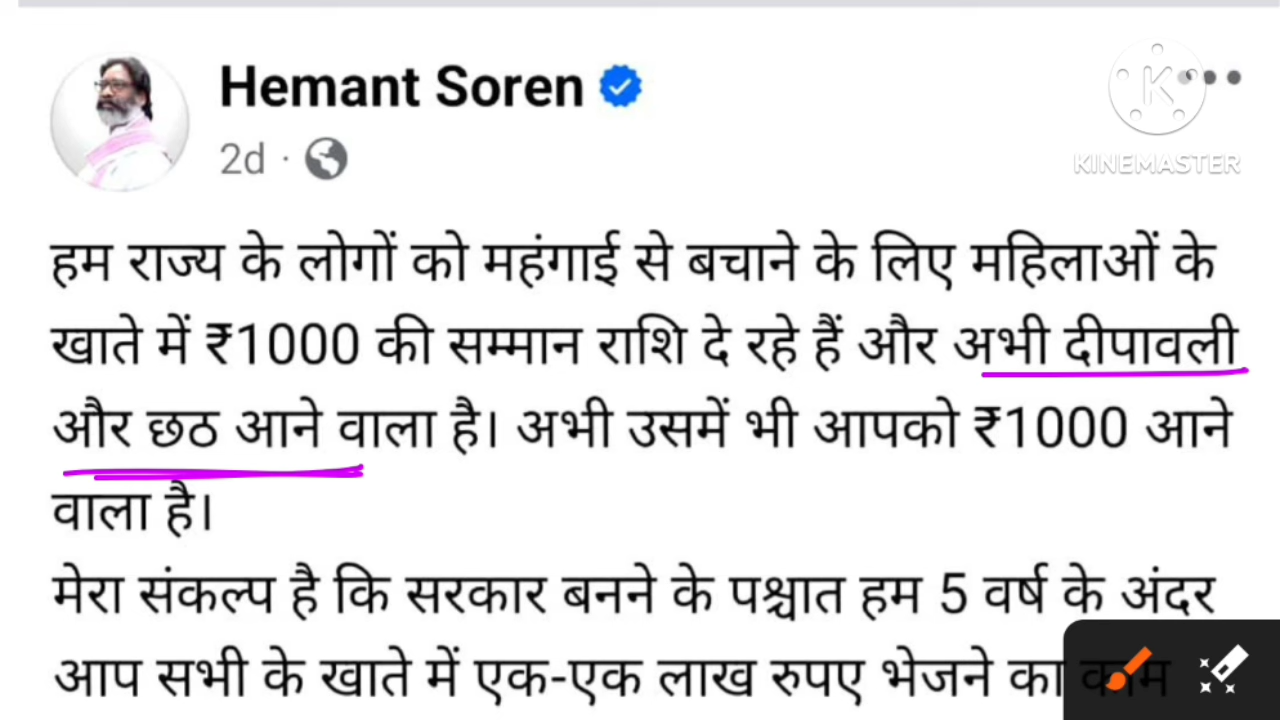 Hemant Soren
2d ·
KINEMASTER
हम राज्य के लोगों को महंगाई से बचाने के लिए महिलाओं के
खाते में ₹1000 की सम्मान राशि दे रहे हैं और अभी दीपावली
और छठ आने वाला है। अभी उसमें भी आपको ₹1000 आने
वाला है।
मेरा संकल्प है कि सरकार बनने के पश्चात हम 5 वर्ष के अंदर
आप सभी के खाते में एक-एक लाख रुपए भेजने का काम